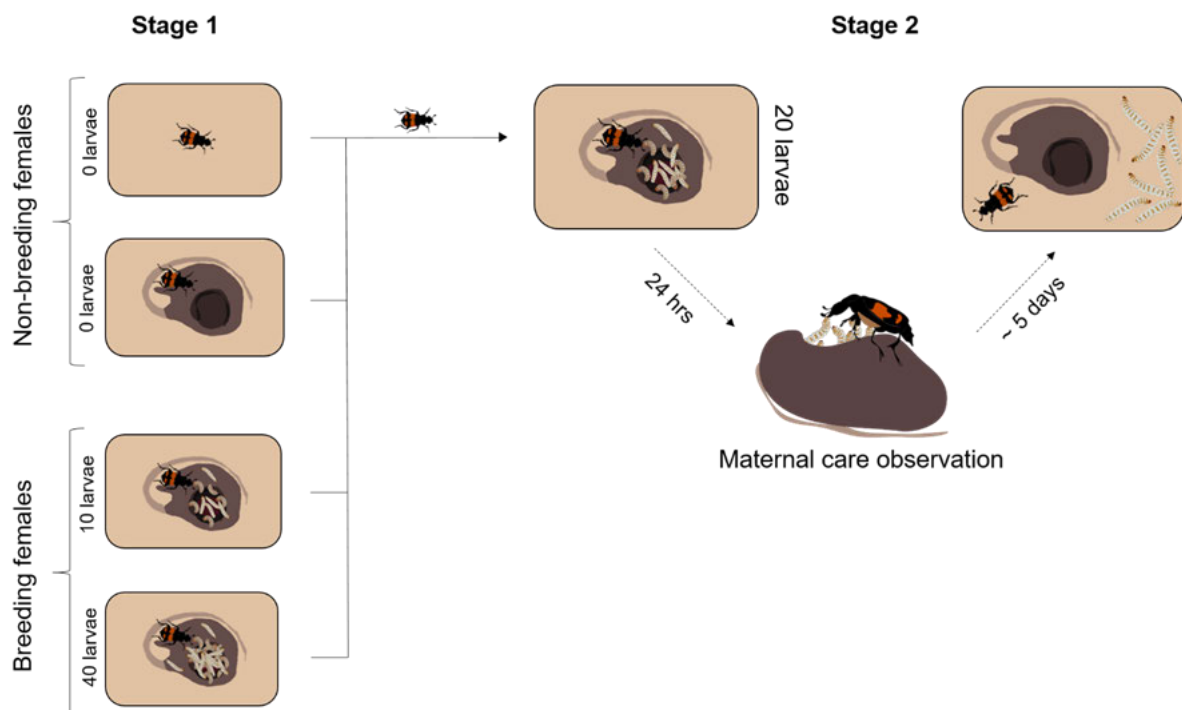 Stage 1
Stage 2
Non-breeding females
0 larvae
0 larvae
Breeding females
10 larvae
40 larvae
20 larvae
24 hrs
~ 5 days
Maternal care observation